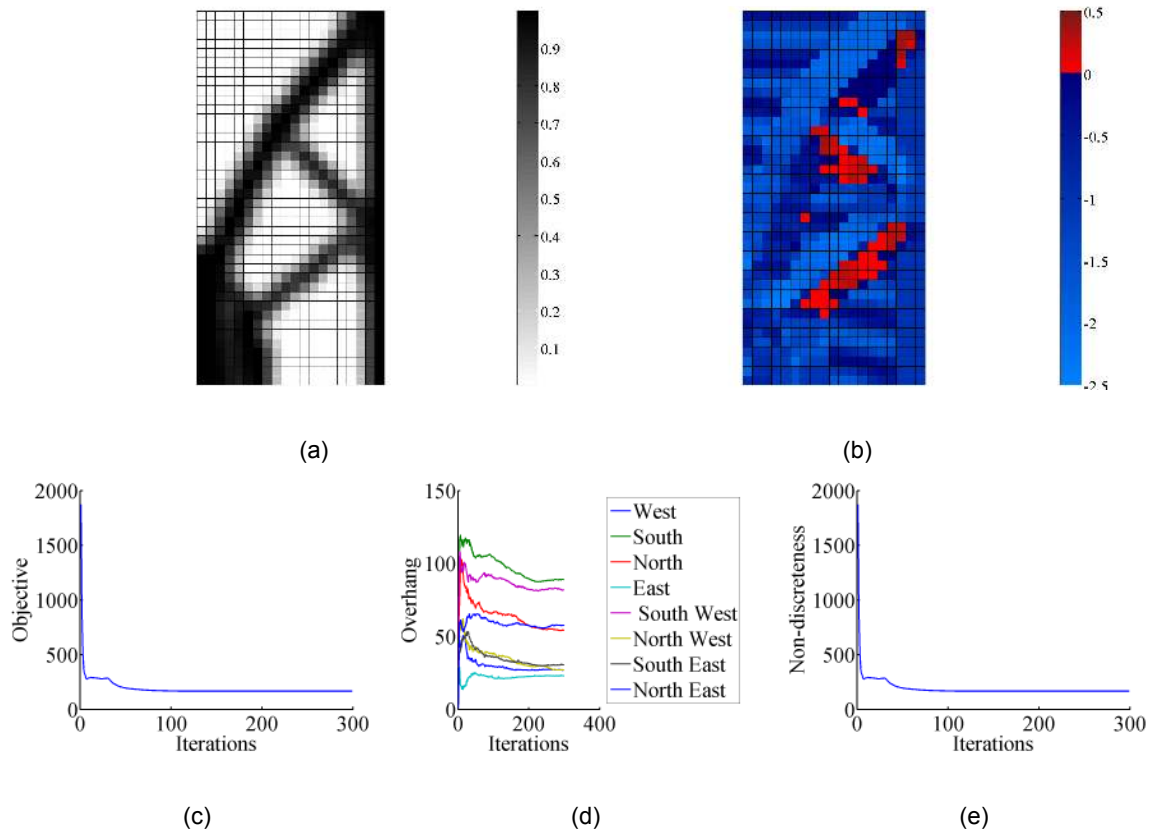 0.9
0.8
0.7
0.6
0.5
0.4
0.3
0.2
0.1
0.5
0
-0.5
-1
-1.5
-2
-2.5
(a)
(b)
2000
1500
1000
500
0
Objective
0
100
200
300
Iterations
150
100
50
0
Overhang
0
200
400
Iterations
West
South
North
East
South West
North West
South East
North East
2000
1500
1000
500
0
Non-discreteness
0
100
200
300
Iterations
(c)
(d)
(e)